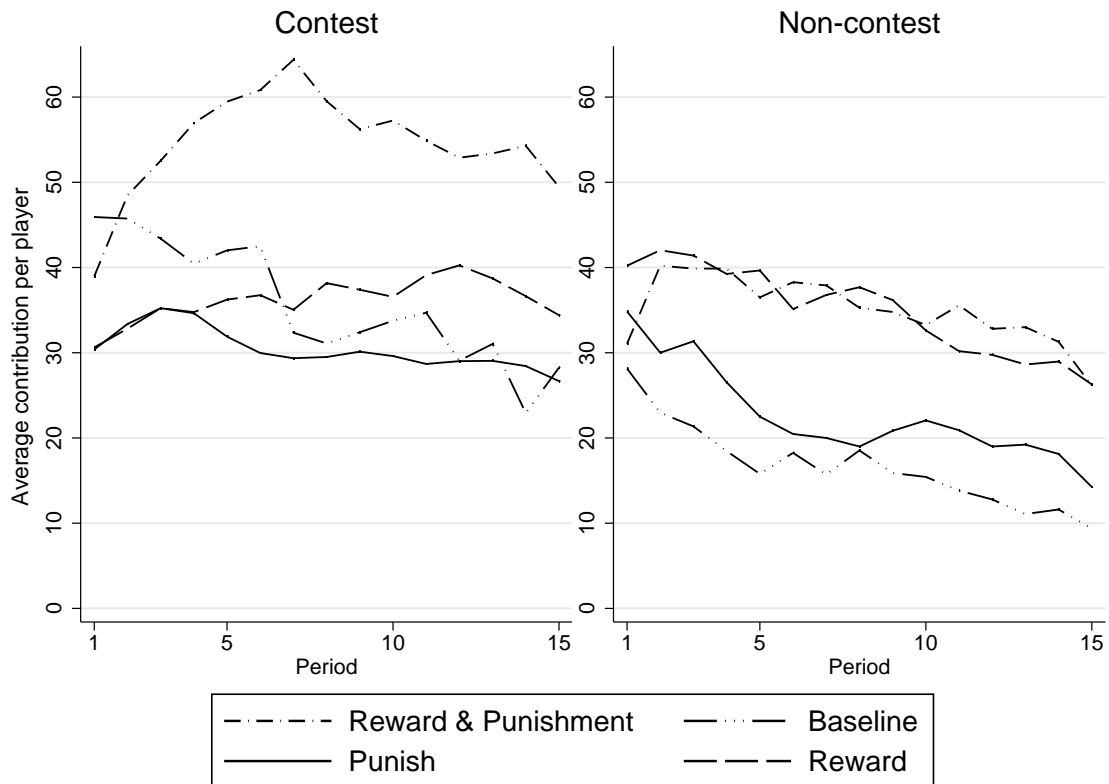 Contest Non-contest
Average contribution per player
60 60
50 50
40 40
30 30
20 20
10 10
0 0
1 5 10 15 1 5 10 15
Period Period
Reward & Punishment Baseline
Punish Reward